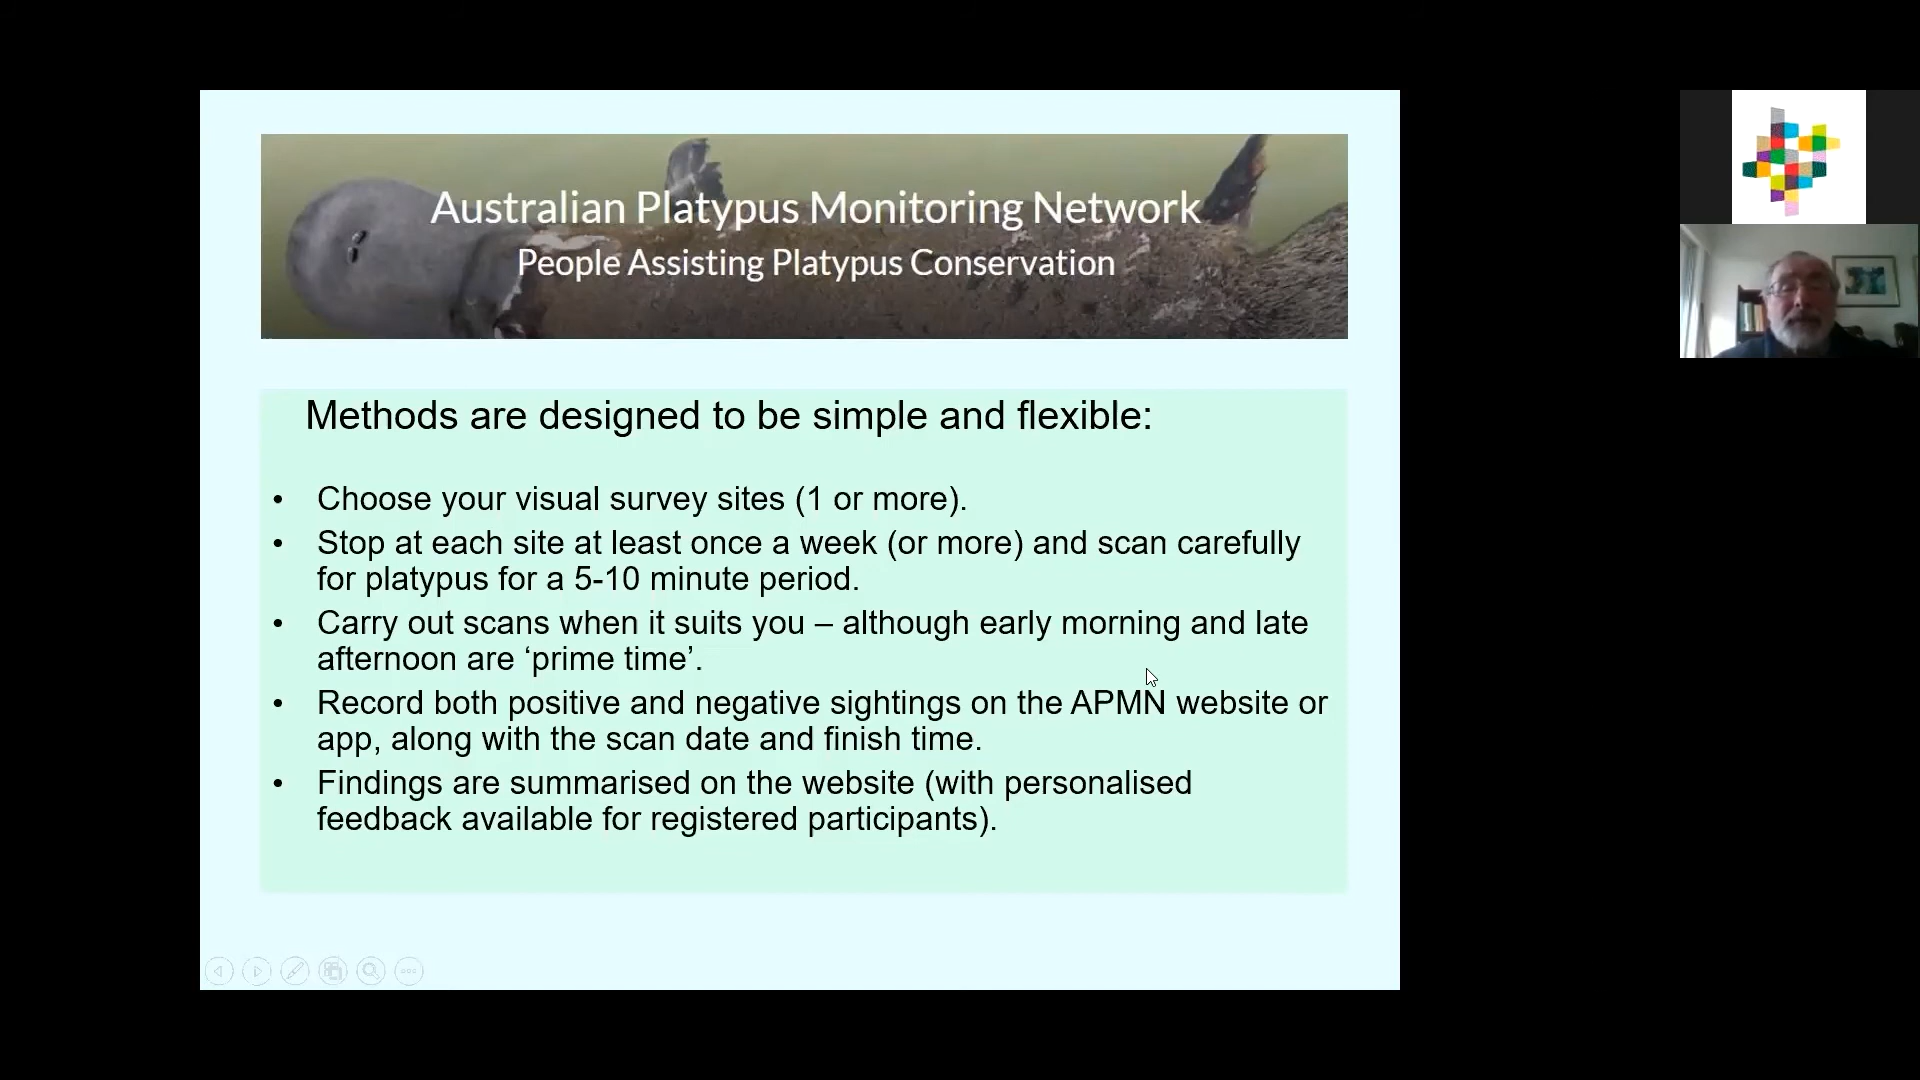 Australian Platypus Monitoring Network
People Assisting Platypus Conservation
Methods are designed to be simple and flexible:
• Choose your visual survey sites (1 or more).
• Stop at each site at least once a week (or more) and scan carefully
for platypus for a 5-10 minute period.
• Carry out scans when it suits you – although early morning and late
afternoon are ‘prime time’.
• Record both positive and negative sightings on the APMN website or
app, along with the scan date and finish time.
• Findings are summarised on the website (with personalised
feedback available for registered participants).